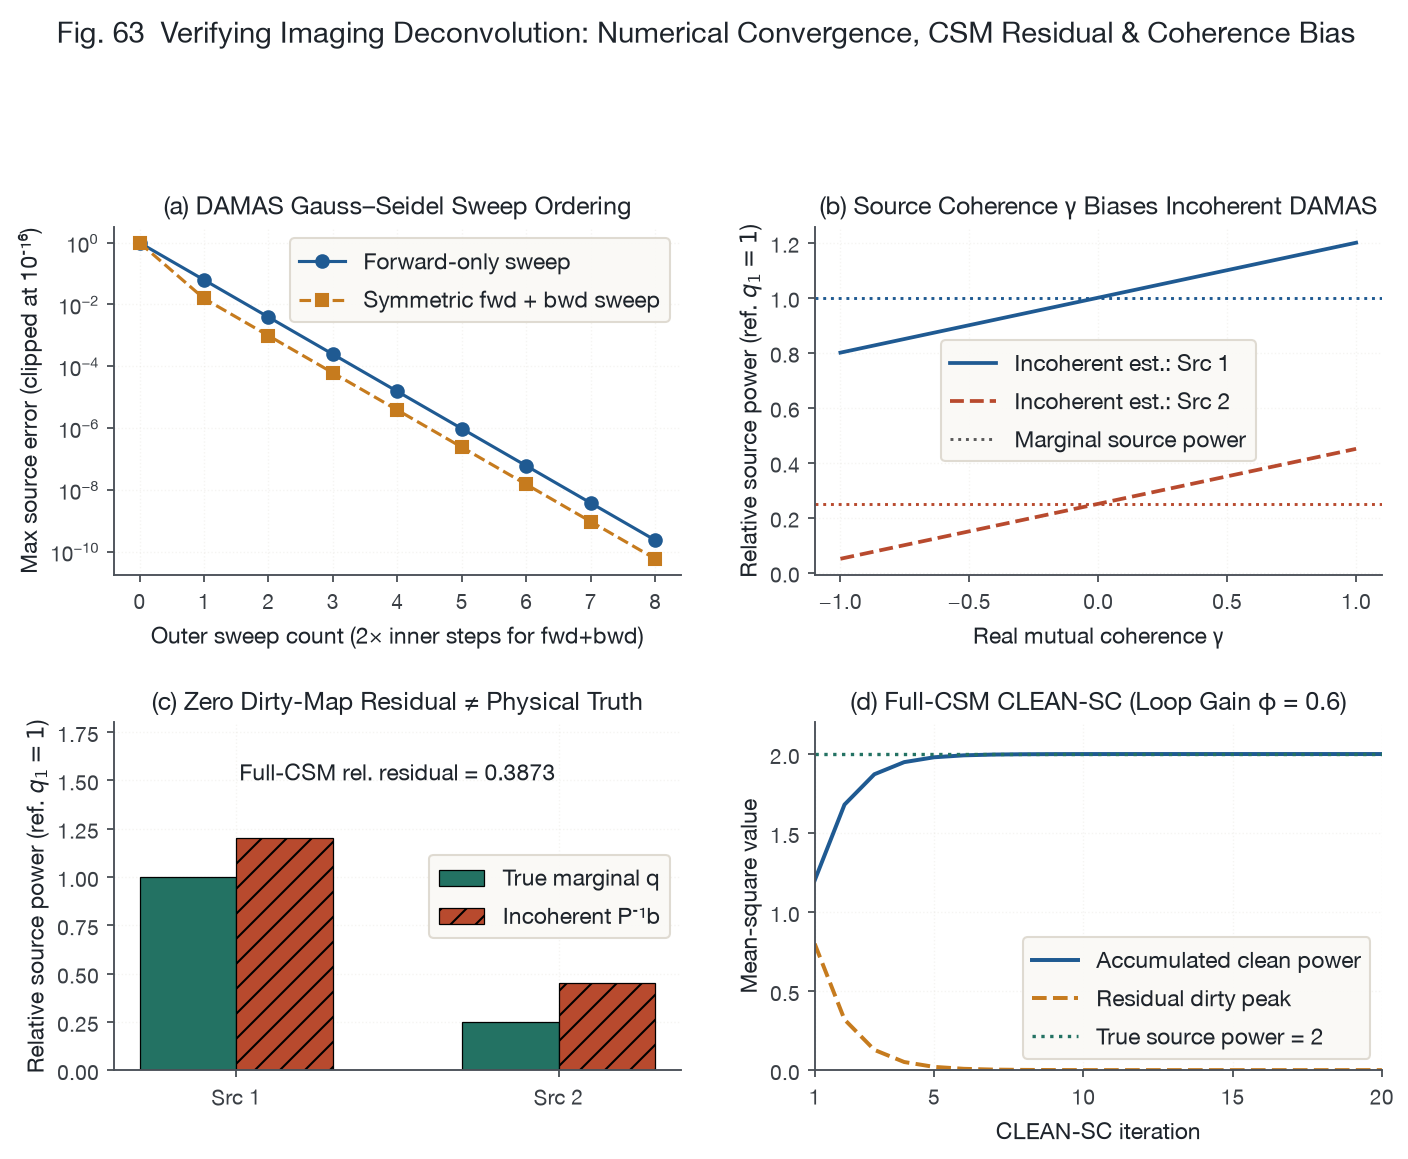 Fig. 63  Verifying Imaging Deconvolution: Numerical Convergence, CSM Residual & Coherence Bias
(a) DAMAS Gauss–Seidel Sweep Ordering
Max source error (clipped at 10⁻¹⁶)
10⁰
10⁻²
10⁻⁴
10⁻⁶
10⁻⁸
10⁻¹⁰
Forward-only sweep
Symmetric fwd + bwd sweep
0 1 2 3 4 5 6 7 8
Outer sweep count (2× inner steps for fwd+bwd)
(b) Source Coherence γ Biases Incoherent DAMAS
Relative source power (ref. q₁ = 1)
1.2
1.0
0.8
0.6
0.4
0.2
0.0
Incoherent est.: Src 1
Incoherent est.: Src 2
Marginal source power
−1.0 −0.5 0.0 0.5 1.0
Real mutual coherence γ
(c) Zero Dirty-Map Residual ≠ Physical Truth
Relative source power (ref. q₁ = 1)
1.75
1.50
1.25
1.00
0.75
0.50
0.25
0.00
Full-CSM rel. residual = 0.3873
True marginal q
Incoherent P⁻¹b
Src 1 Src 2
(d) Full-CSM CLEAN-SC (Loop Gain φ = 0.6)
Mean-square value
2.0
1.5
1.0
0.5
0.0
Accumulated clean power
Residual dirty peak
True source power = 2
1 5 10 15 20
CLEAN-SC iteration